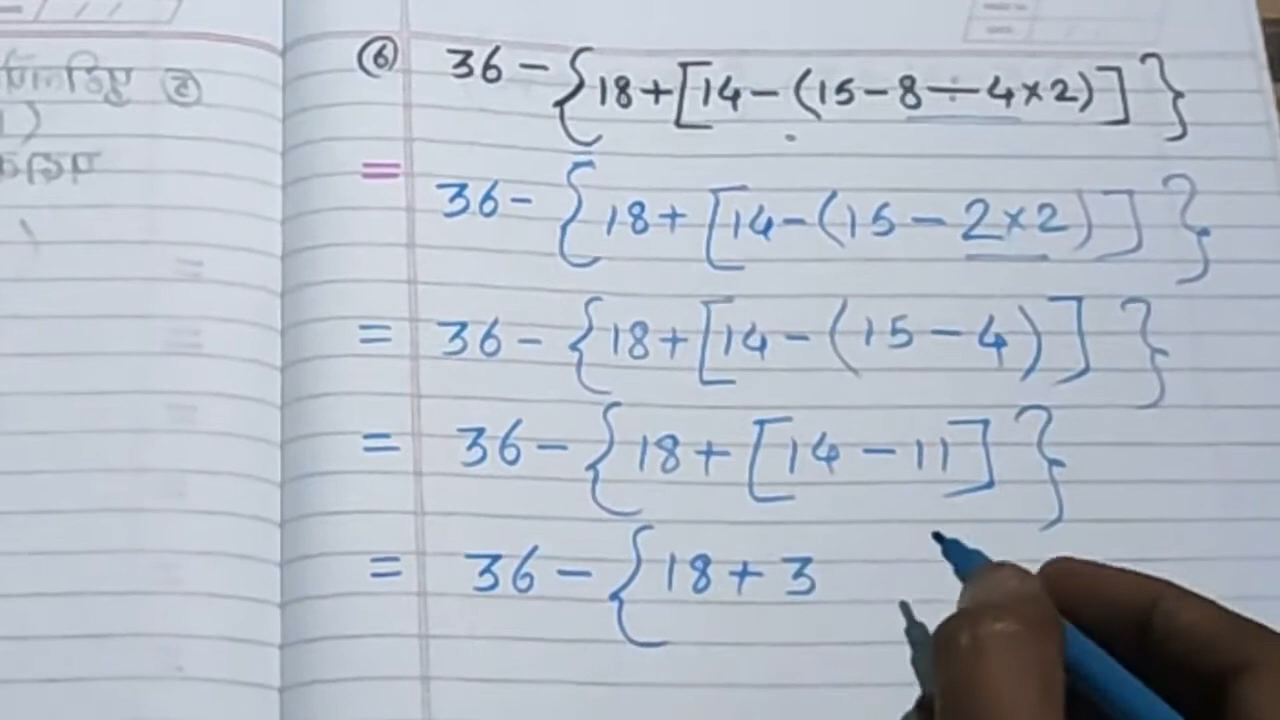 ⑥ 36 - {18 + [14 - (15 - 8 ÷ 4 × 2)]}
= 36 - {18 + [14 - (15 - 2 × 2)]}
= 36 - {18 + [14 - (15 - 4)]}
= 36 - {18 + [14 - 11]}
= 36 - {18 + 3